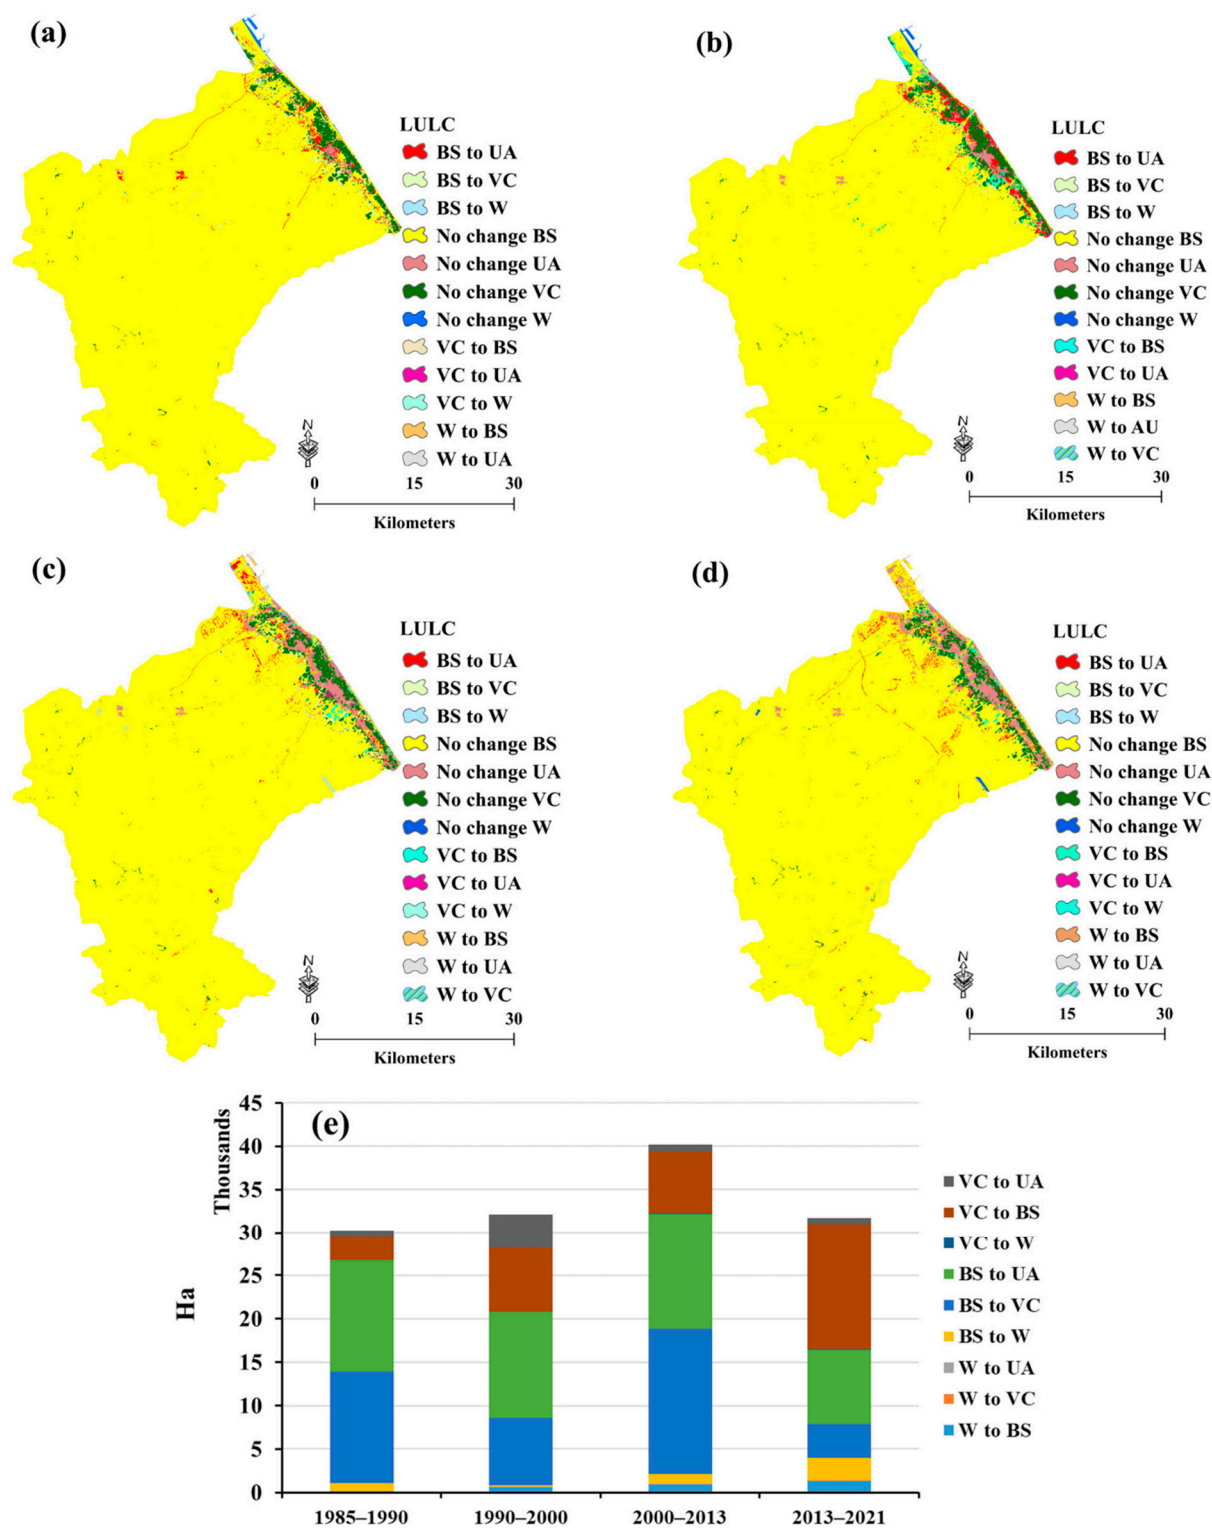 (a)
LULC
BS to UA
BS to VC
BS to W
No change BS
No change UA
No change VC
No change W
VC to BS
VC to UA
VC to W
W to BS
W to UA
N
0 15 30
Kilometers
(b)
LULC
BS to UA
BS to VC
BS to W
No change BS
No change UA
No change VC
No change W
VC to BS
VC to UA
W to BS
W to AU
W to VC
N
0 15 30
Kilometers
(c)
LULC
BS to UA
BS to VC
BS to W
No change BS
No change UA
No change VC
No change W
VC to BS
VC to UA
VC to W
W to BS
W to UA
W to VC
N
0 15 30
Kilometers
(d)
LULC
BS to UA
BS to VC
BS to W
No change BS
No change UA
No change VC
No change W
VC to BS
VC to UA
VC to W
W to BS
W to UA
W to VC
N
0 15 30
Kilometers
(e)
Thousands
Ha
45
40
35
30
25
20
15
10
5
0
1985–1990 1990–2000 2000–2013 2013–2021
VC to UA
VC to BS
VC to W
BS to UA
BS to VC
BS to W
W to UA
W to VC
W to BS